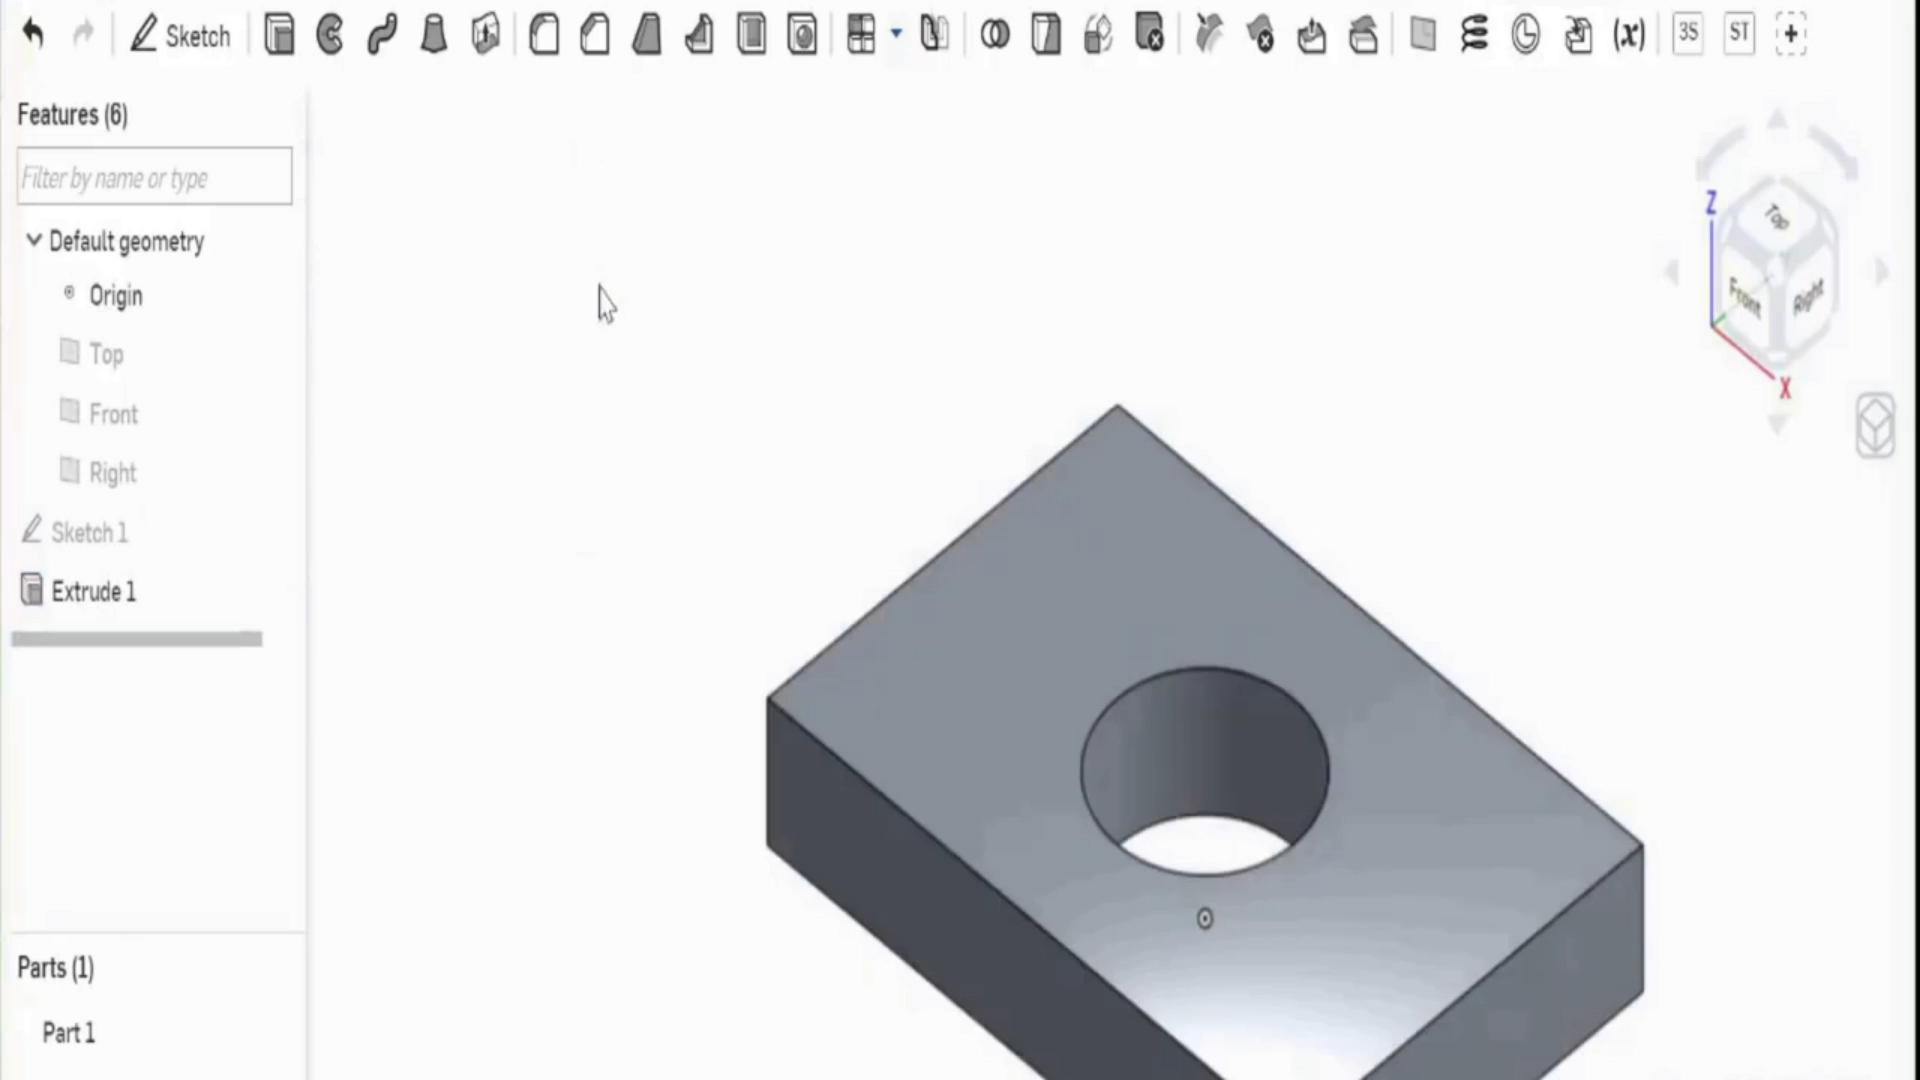 Sketch
(x)
3S
ST
Features (6)
Filter by name or type
Default geometry
Origin
Top
Front
Right
Sketch 1
Extrude 1
Parts (1)
Part 1
Z
Top
Front
Right
X